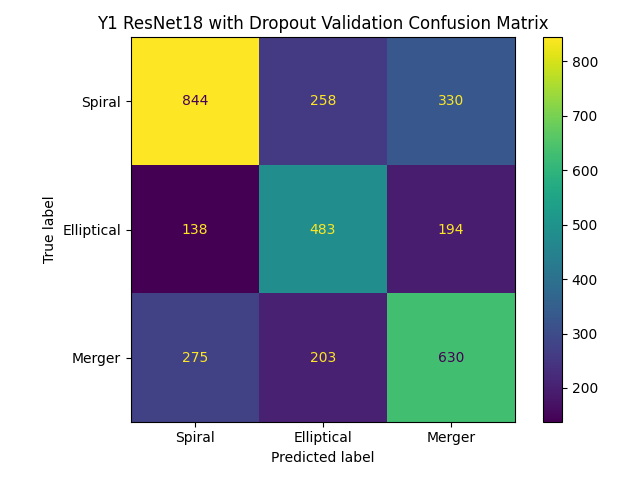 Y1 ResNet18 with Dropout Validation Confusion Matrix
Spiral
844
258
330
Elliptical
138
483
194
Merger
275
203
630
Spiral
Elliptical
Merger
Predicted label
True label
800
700
600
500
400
300
200